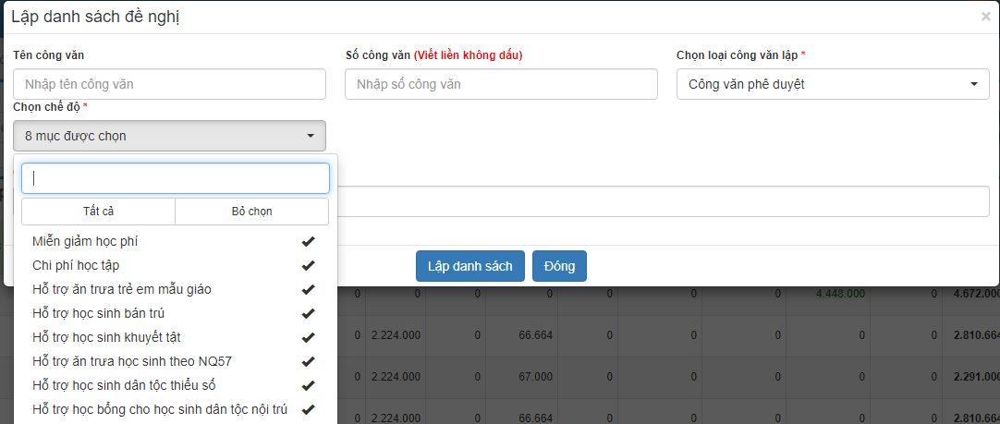 Lập danh sách đề nghị ×
Tên công văn Số công văn (Viết liền không dấu) Chọn loại công văn lập *
Nhập tên công văn Nhập số công văn Công văn phê duyệt
Chọn chế độ *
8 mục được chọn
Tất cả Bỏ chọn
Miễn giảm học phí
Chi phí học tập
Hỗ trợ ăn trưa trẻ em mẫu giáo
Hỗ trợ học sinh bán trú
Hỗ trợ học sinh khuyết tật
Hỗ trợ ăn trưa học sinh theo NQ57
Hỗ trợ học sinh dân tộc thiểu số
Hỗ trợ học bổng cho học sinh dân tộc nội trú
Lập danh sách Đóng
0 0 0 0 0 0 4.448.000 0 4.672.000
0 2.224.000 0 66.664 0 0 0 0 2.810.664
0 2.224.000 0 67.000 0 0 0 0 2.291.000
0 2.224.000 0 66.664 0 0 0 0 2.810.664